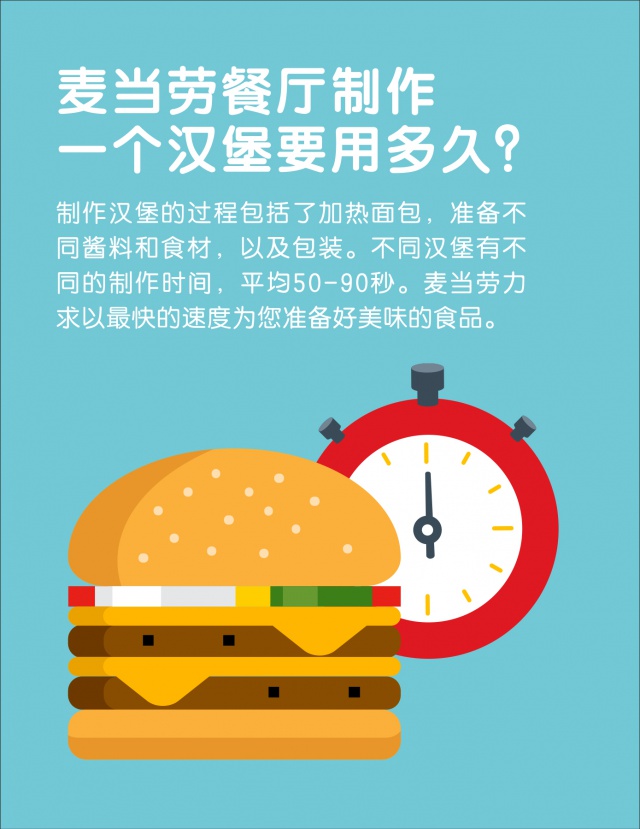 麦当劳餐厅制作
一个汉堡要用多久?
制作汉堡的过程包括了加热面包，准备不
同酱料和食材，以及包装。不同汉堡有不
同的制作时间，平均50-90秒。麦当劳力
求以最快的速度为您准备好美味的食品。